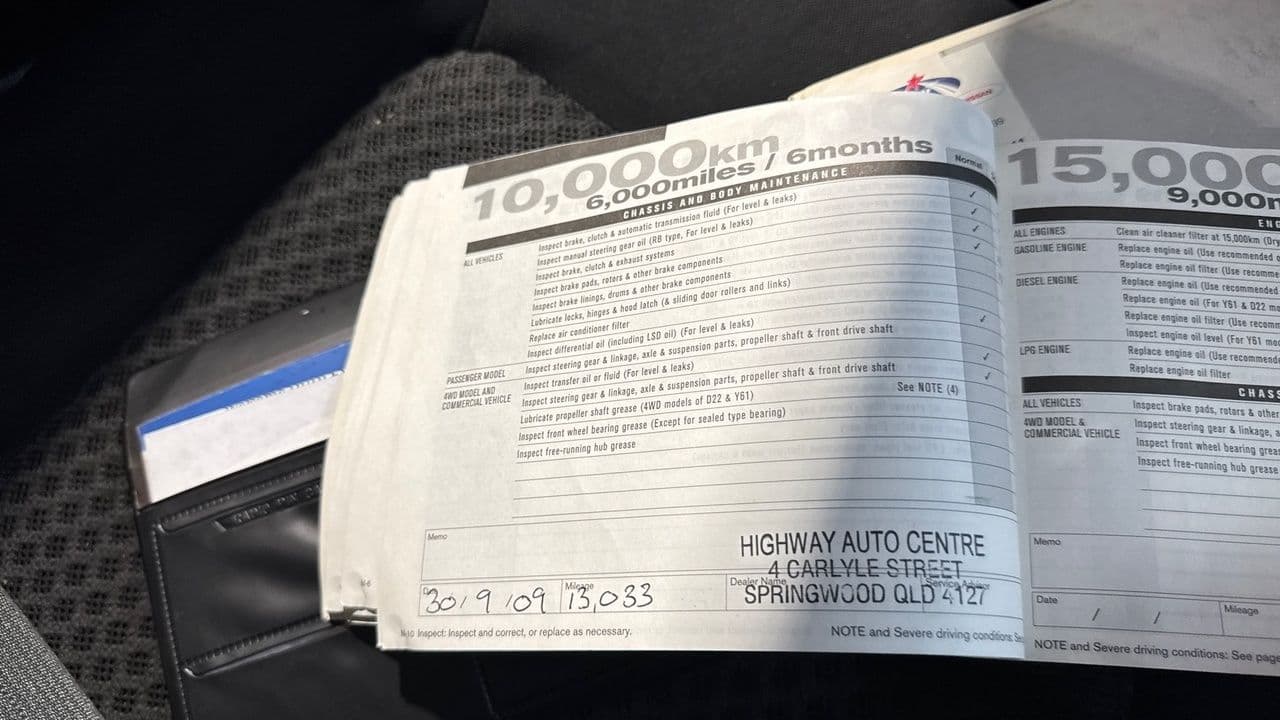 10,000km
6,000miles / 6months
CHASSIS AND BODY MAINTENANCE
Normal
ALL VEHICLES
Inspect brake, clutch & automatic transmission fluid (For level & leaks)
Inspect manual steering gear oil (RB type, For level & leaks)
Inspect brake, clutch & exhaust systems
Inspect brake pads, rotors & other brake components
Inspect brake linings, drums & other brake components
Lubricate locks, hinges & hood latch (& sliding door rollers and links)
Replace air conditioner filter
Inspect differential oil (including LSD oil) (For level & leaks)
PASSENGER MODEL
Inspect steering gear & linkage, axle & suspension parts, propeller shaft & front drive shaft
4WD MODEL AND
COMMERCIAL VEHICLE
Inspect transfer oil or fluid (For level & leaks)
Inspect steering gear & linkage, axle & suspension parts, propeller shaft & front drive shaft
Lubricate propeller shaft grease (4WD models of D22 & Y61)
See NOTE (4)
Inspect front wheel bearing grease (Except for sealed type bearing)
Inspect free-running hub grease
Memo
HIGHWAY AUTO CENTRE
4 CARLYLE STREET
SPRINGWOOD QLD 4127
30/9/09
Mileage
13,033
Dealer Name
Service Advisor
N-10 Inspect: Inspect and correct, or replace as necessary.
NOTE and Severe driving conditions:
15,000
9,000
ALL ENGINES
Clean air cleaner filter at 15,000km
GASOLINE ENGINE
Replace engine oil (Use recommended
Replace engine oil filter (Use
DIESEL ENGINE
Replace engine oil (Use recommended
Replace engine oil (For Y61 & D22
Replace engine oil filter (Use
Inspect engine oil level (For Y61
LPG ENGINE
Replace engine oil (Use
Replace engine oil filter
ALL VEHICLES
Inspect brake pads, rotors &
4WD MODEL &
COMMERCIAL VEHICLE
Inspect steering gear & linkage,
Inspect front wheel bearing
Inspect free-running hub grease
Memo
Date
/ /
Mileage
NOTE and Severe driving conditions: See